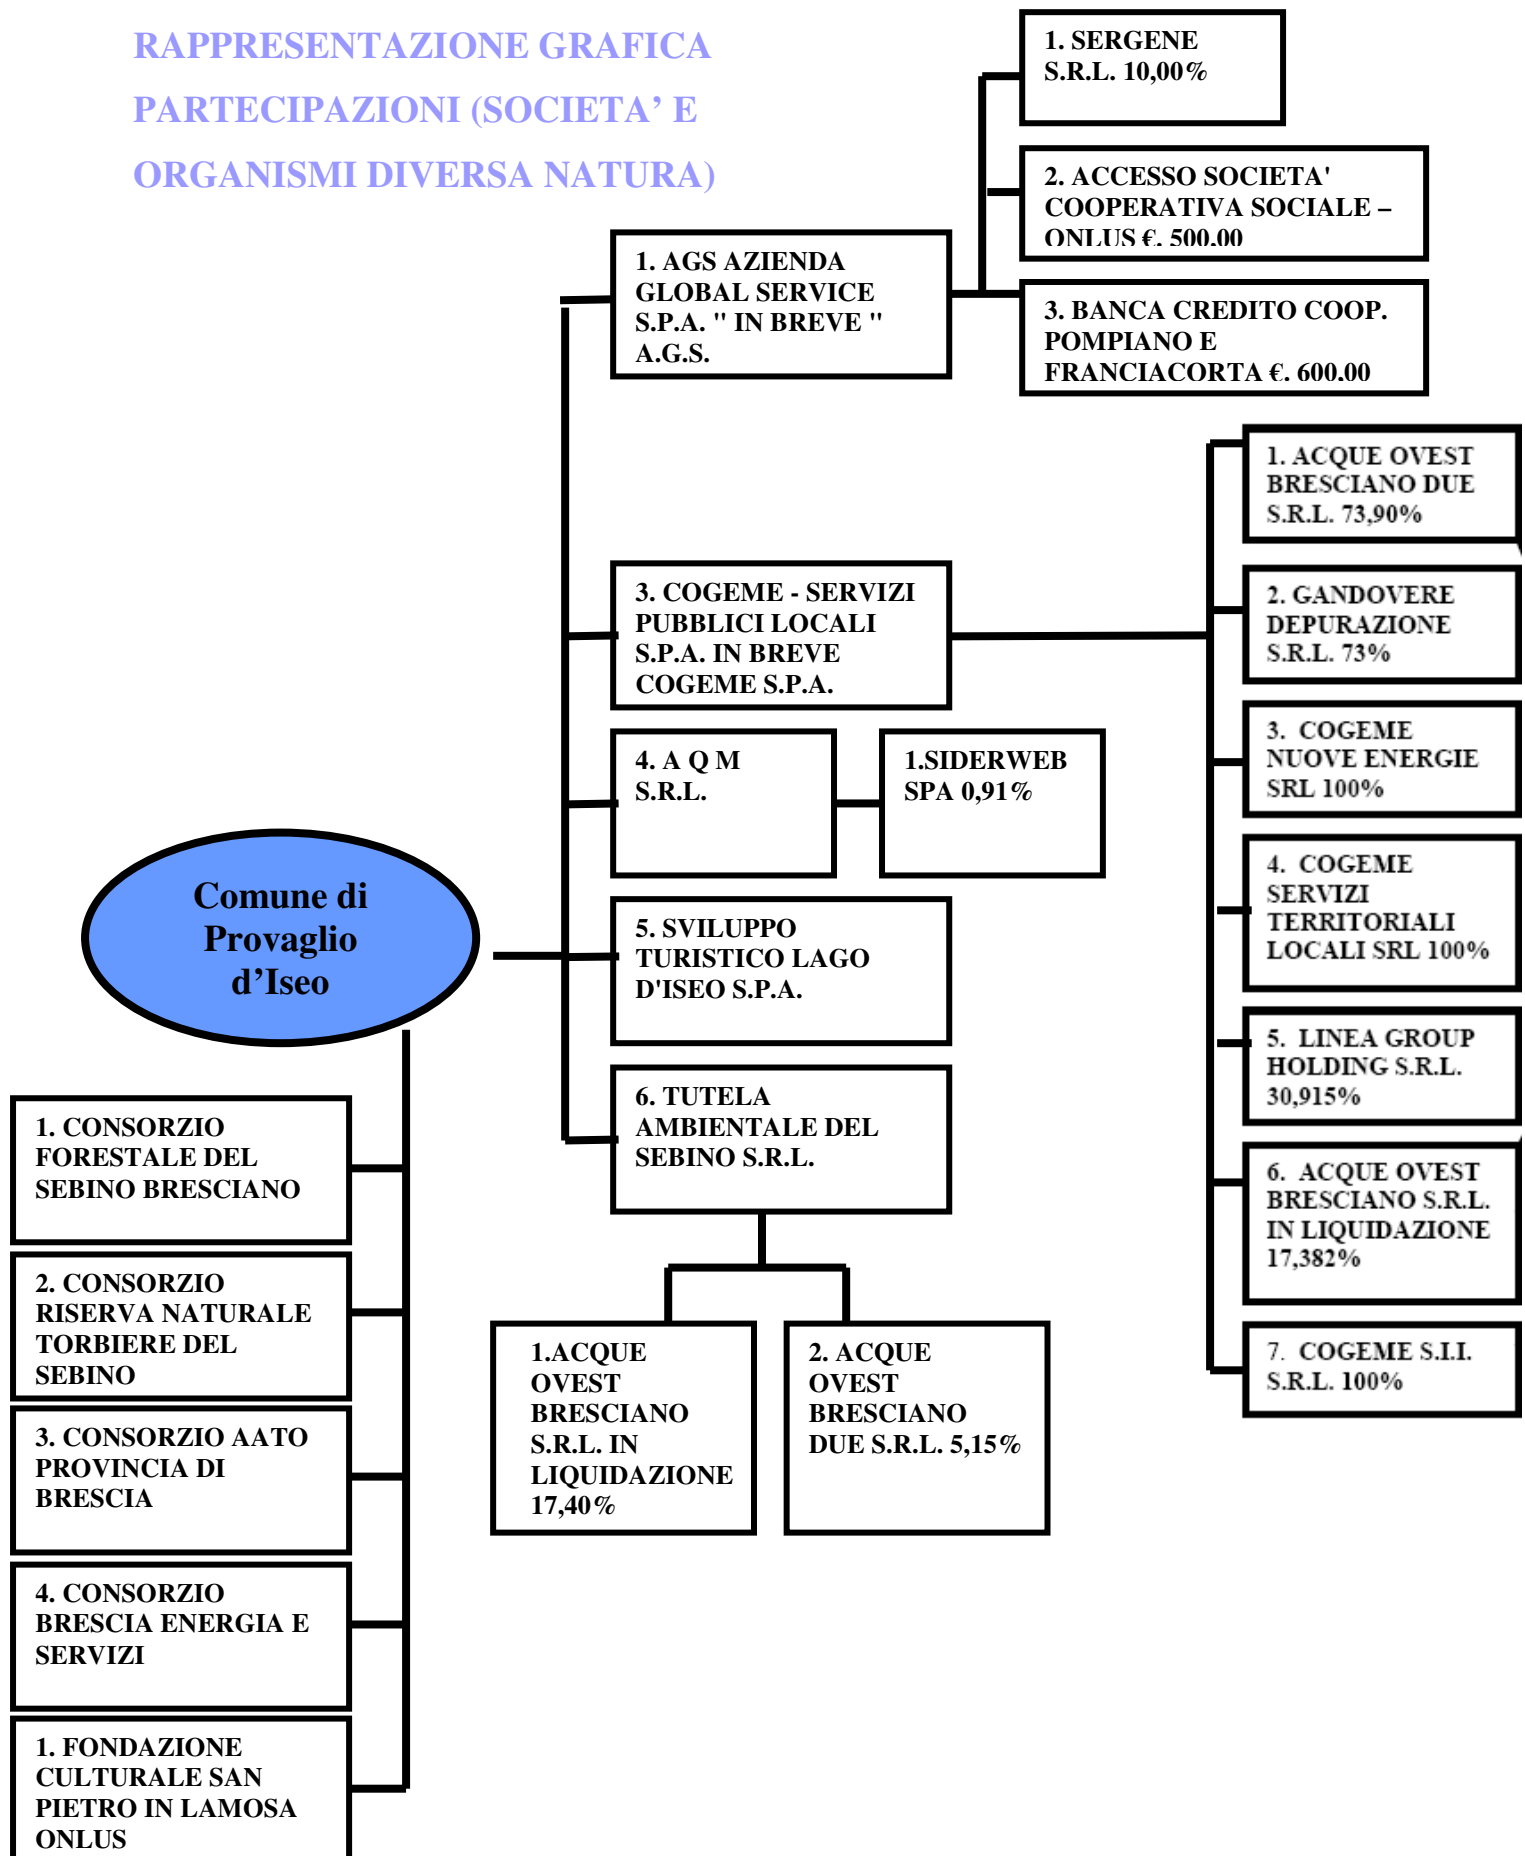 RAPPRESENTAZIONE GRAFICA
PARTECIPAZIONI (SOCIETA’ E
ORGANISMI DIVERSA NATURA)
1. SERGENE
S.R.L. 10,00%
2. ACCESSO SOCIETA'
COOPERATIVA SOCIALE –
ONLUS €. 500,00
3. BANCA CREDITO COOP.
POMPIANO E
FRANCIACORTA €. 600,00
1. AGS AZIENDA
GLOBAL SERVICE
S.P.A. " IN BREVE "
A.G.S.
3. COGEME - SERVIZI
PUBBLICI LOCALI
S.P.A. IN BREVE
COGEME S.P.A.
1. ACQUE OVEST
BRESCIANO DUE
S.R.L. 73,90%
2. GANDOVERE
DEPURAZIONE
S.R.L. 73%
3. COGEME
NUOVE ENERGIE
SRL 100%
4. COGEME
SERVIZI
TERRITORIALI
LOCALI SRL 100%
5. LINEA GROUP
HOLDING S.R.L.
30,915%
6. ACQUE OVEST
BRESCIANO S.R.L.
IN LIQUIDAZIONE
17,382%
7. COGEME S.I.I.
S.R.L. 100%
4. A Q M
S.R.L.
1.SIDERWEB
SPA 0,91%
5. SVILUPPO
TURISTICO LAGO
D'ISEO S.P.A.
6. TUTELA
AMBIENTALE DEL
SEBINO S.R.L.
1.ACQUE
OVEST
BRESCIANO
S.R.L. IN
LIQUIDAZIONE
17,40%
2. ACQUE
OVEST
BRESCIANO
DUE S.R.L. 5,15%
Comune di
Provaglio
d’Iseo
1. CONSORZIO
FORESTALE DEL
SEBINO BRESCIANO
2. CONSORZIO
RISERVA NATURALE
TORBIERE DEL
SEBINO
3. CONSORZIO AATO
PROVINCIA DI
BRESCIA
4. CONSORZIO
BRESCIA ENERGIA E
SERVIZI
1. FONDAZIONE
CULTURALE SAN
PIETRO IN LAMOSA
ONLUS